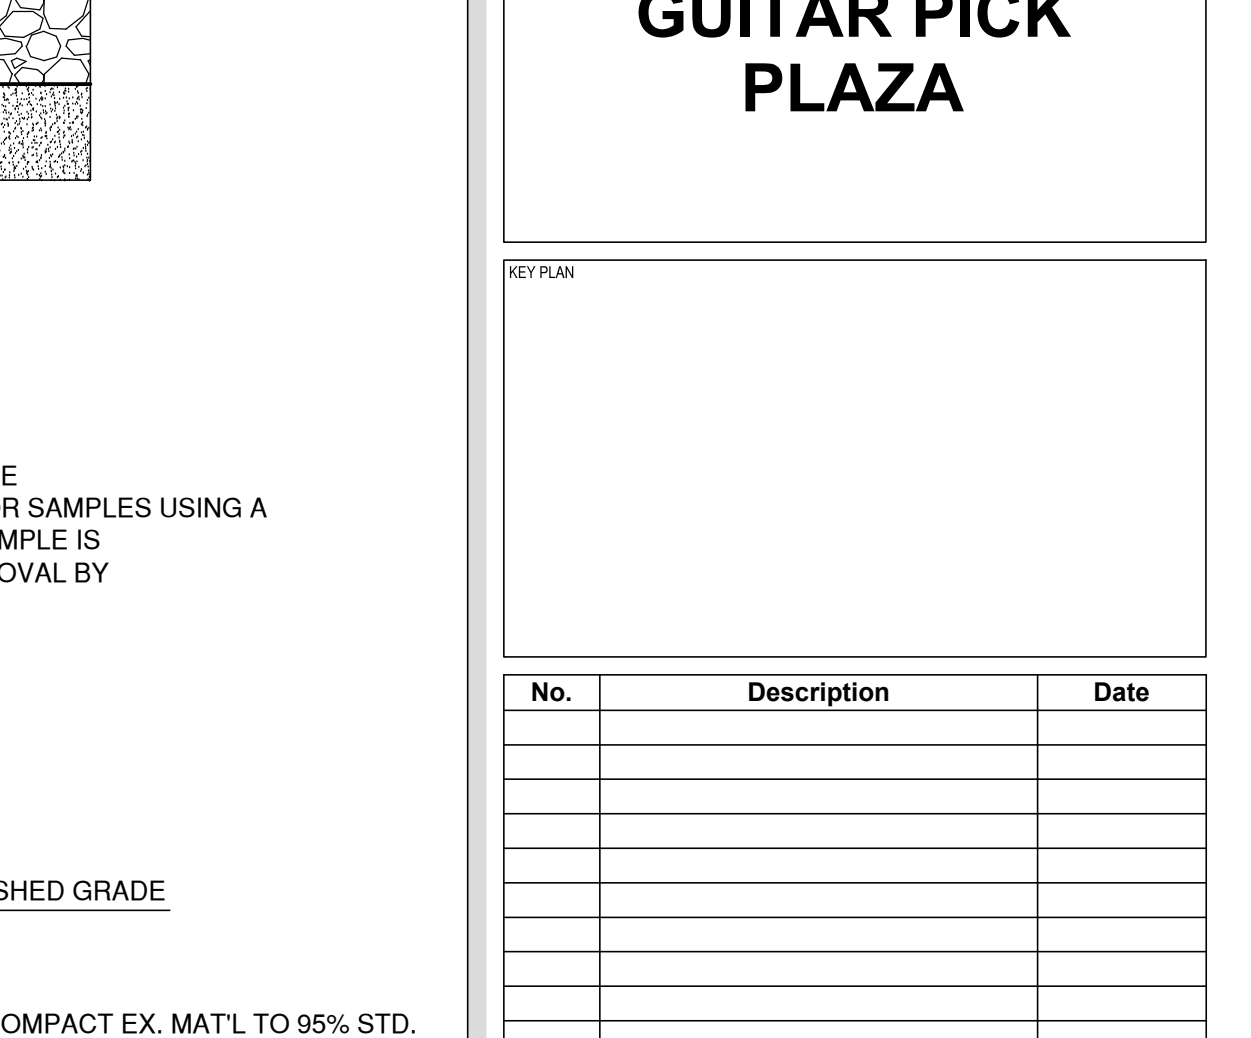 GUITAR PICK
PLAZA
KEY PLAN
E
R SAMPLES USING A
MPLE IS
OVAL BY
No. Description Date
SHED GRADE
OMPACT EX. MAT'L TO 95% STD.